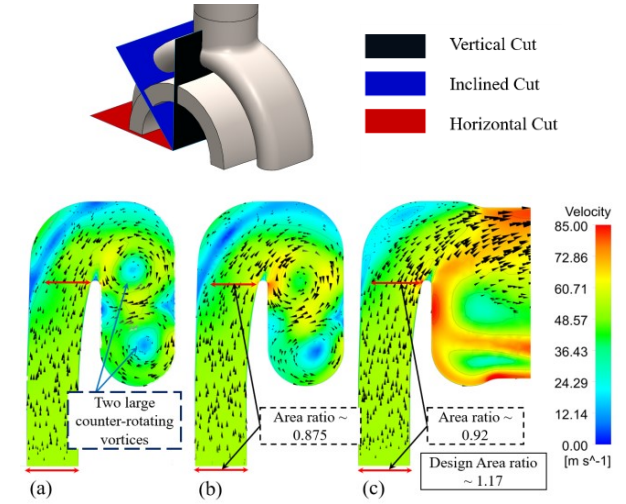 Vertical Cut
Inclined Cut
Horizontal Cut
Velocity
85.00
72.86
60.71
48.57
36.43
24.29
12.14
0.00
[m s^-1]
Two large
counter-rotating
vortices
Area ratio ~
0.875
Area ratio ~
0.92
Design Area ratio
~ 1.17
(a)
(b)
(c)